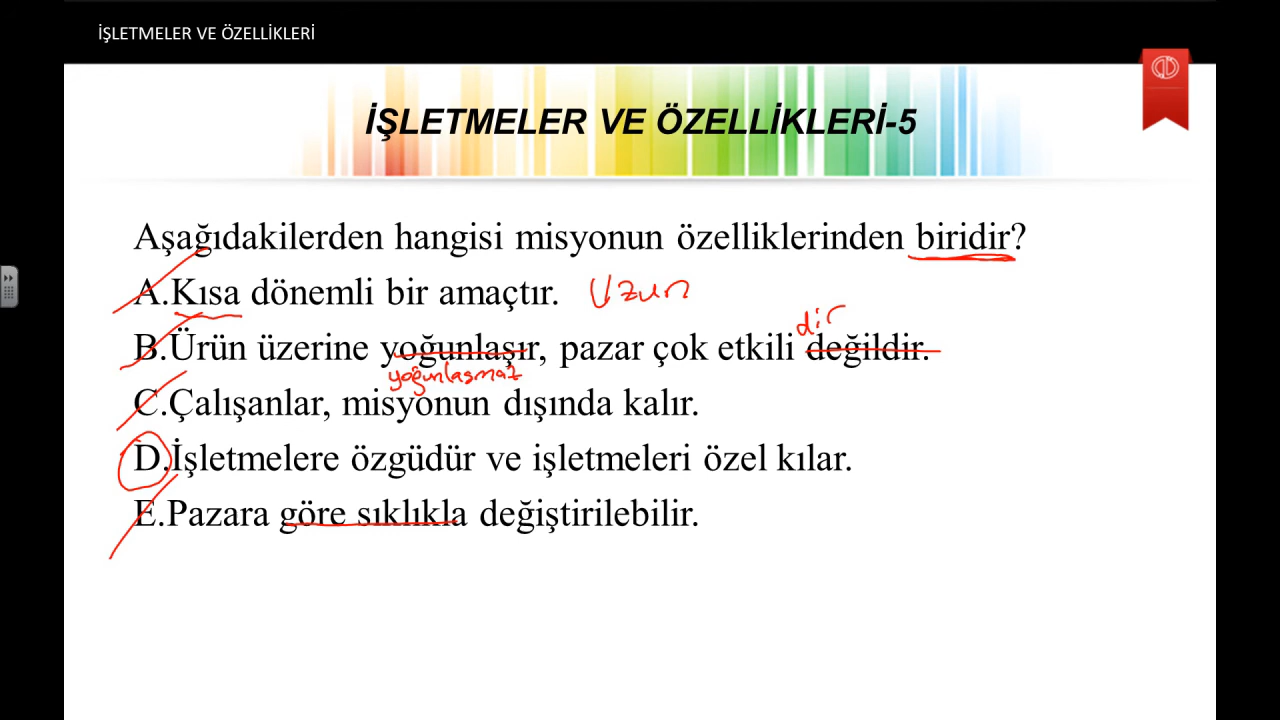 İŞLETMELER VE ÖZELLİKLERİ
İŞLETMELER VE ÖZELLİKLERİ-5
Aşağıdakilerden hangisi misyonun özelliklerinden biridir?
A.Kısa dönemli bir amaçtır. Uzun
dir
B.Ürün üzerine yoğunlaşır, pazar çok etkili değildir.
yoğunlaşmaz
C.Çalışanlar, misyonun dışında kalır.
D.İşletmelere özgüdür ve işletmeleri özel kılar.
E.Pazara göre sıklıkla değiştirilebilir.